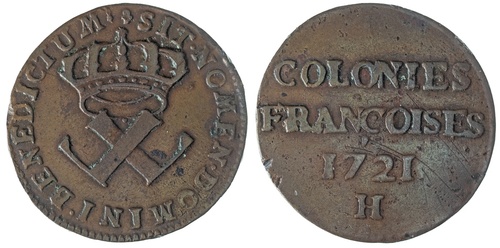 SIT·NOMEN·DOMINI·BENEDICTUM
COLONIES
FRANÇOISES
1721
H